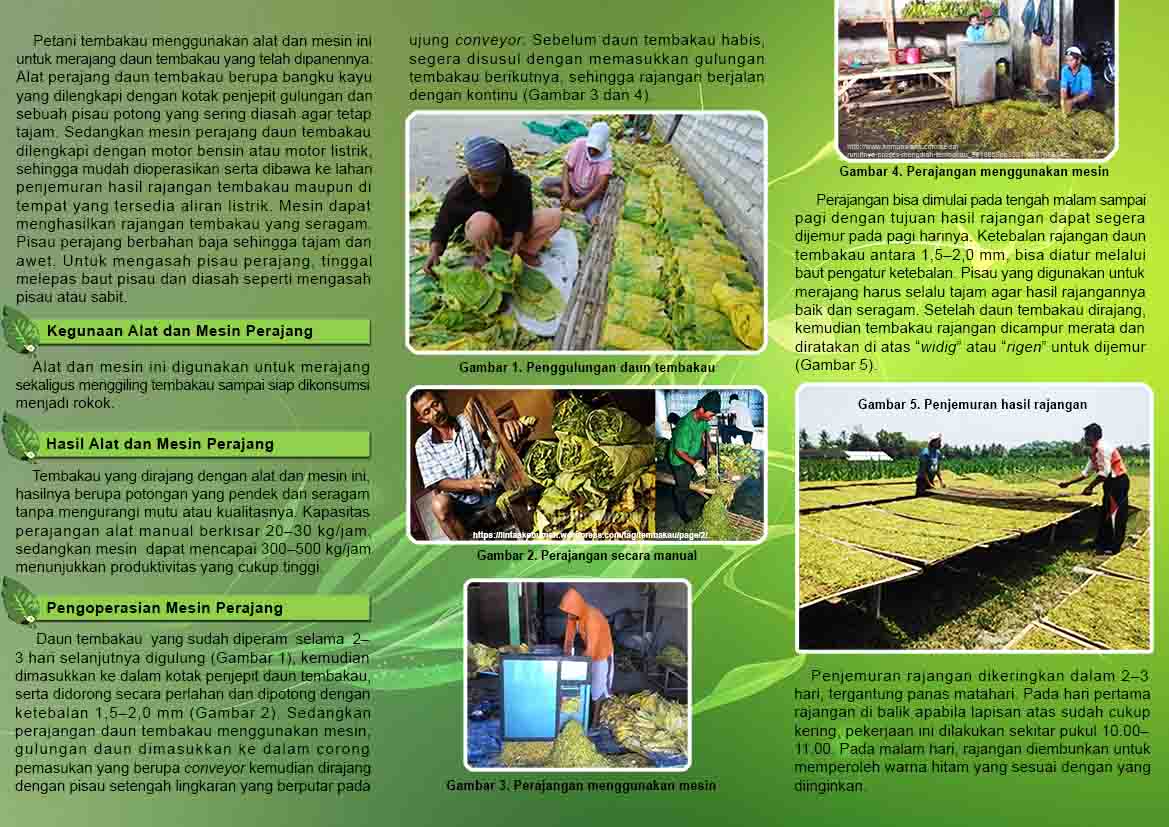 Petani tembakau menggunakan alat dan mesin ini
untuk merajang daun tembakau yang telah dipanennya.
Alat perajang daun tembakau berupa bangku kayu
yang dilengkapi dengan kotak penjepit gulungan dan
sebuah pisau potong yang sering diasah agar tetap
tajam. Sedangkan mesin perajang daun tembakau
dilengkapi dengan motor bensin atau motor listrik,
sehingga mudah dioperasikan serta dibawa ke lahan
penjemuran hasil rajangan tembakau maupun di
tempat yang tersedia aliran listrik. Mesin dapat
menghasilkan rajangan tembakau yang seragam.
Pisau perajang berbahan baja sehingga tajam dan
awet. Untuk mengasah pisau perajang, tinggal
melepas baut pisau dan diasah seperti mengasah
pisau atau sabit.
Kegunaan Alat dan Mesin Perajang
Alat dan mesin ini digunakan untuk merajang
sekaligus menggiling tembakau sampai siap dikonsumsi
menjadi rokok.
Hasil Alat dan Mesin Perajang
Tembakau yang dirajang dengan alat dan mesin ini,
hasilnya berupa potongan yang pendek dan seragam
tanpa mengurangi mutu atau kualitasnya. Kapasitas
perajangan alat manual berkisar 20–30 kg/jam,
sedangkan mesin dapat mencapai 300–500 kg/jam
menunjukkan produktivitas yang cukup tinggi.
Pengoperasian Mesin Perajang
Daun tembakau yang sudah diperam selama 2–
3 hari selanjutnya digulung (Gambar 1), kemudian
dimasukkan ke dalam kotak penjepit daun tembakau,
serta didorong secara perlahan dan dipotong dengan
ketebalan 1,5–2,0 mm (Gambar 2). Sedangkan
perajangan daun tembakau menggunakan mesin,
gulungan daun dimasukkan ke dalam corong
pemasukan yang berupa conveyor kemudian dirajang
dengan pisau setengah lingkaran yang berputar pada
ujung conveyor. Sebelum daun tembakau habis,
segera disusul dengan memasukkan gulungan
tembakau berikutnya, sehingga rajangan berjalan
dengan kontinu (Gambar 3 dan 4).
Gambar 1. Penggulungan daun tembakau
https://lintaskebumen.wordpress.com/tag/tembakau/page/2/
Gambar 2. Perajangan secara manual
Gambar 3. Perajangan menggunakan mesin
Gambar 4. Perajangan menggunakan mesin
Perajangan bisa dimulai pada tengah malam sampai
pagi dengan tujuan hasil rajangan dapat segera
dijemur pada pagi harinya. Ketebalan rajangan daun
tembakau antara 1,5–2,0 mm, bisa diatur melalui
baut pengatur ketebalan. Pisau yang digunakan untuk
merajang harus selalu tajam agar hasil rajangannya
baik dan seragam. Setelah daun tembakau dirajang,
kemudian tembakau rajangan dicampur merata dan
diratakan di atas “widig” atau “rigen” untuk dijemur
(Gambar 5).
Gambar 5. Penjemuran hasil rajangan
Penjemuran rajangan dikeringkan dalam 2–3
hari, tergantung panas matahari. Pada hari pertama
rajangan di balik apabila lapisan atas sudah cukup
kering, pekerjaan ini dilakukan sekitar pukul 10.00–
11.00. Pada malam hari, rajangan diembunkan untuk
memperoleh warna hitam yang sesuai dengan yang
diinginkan.